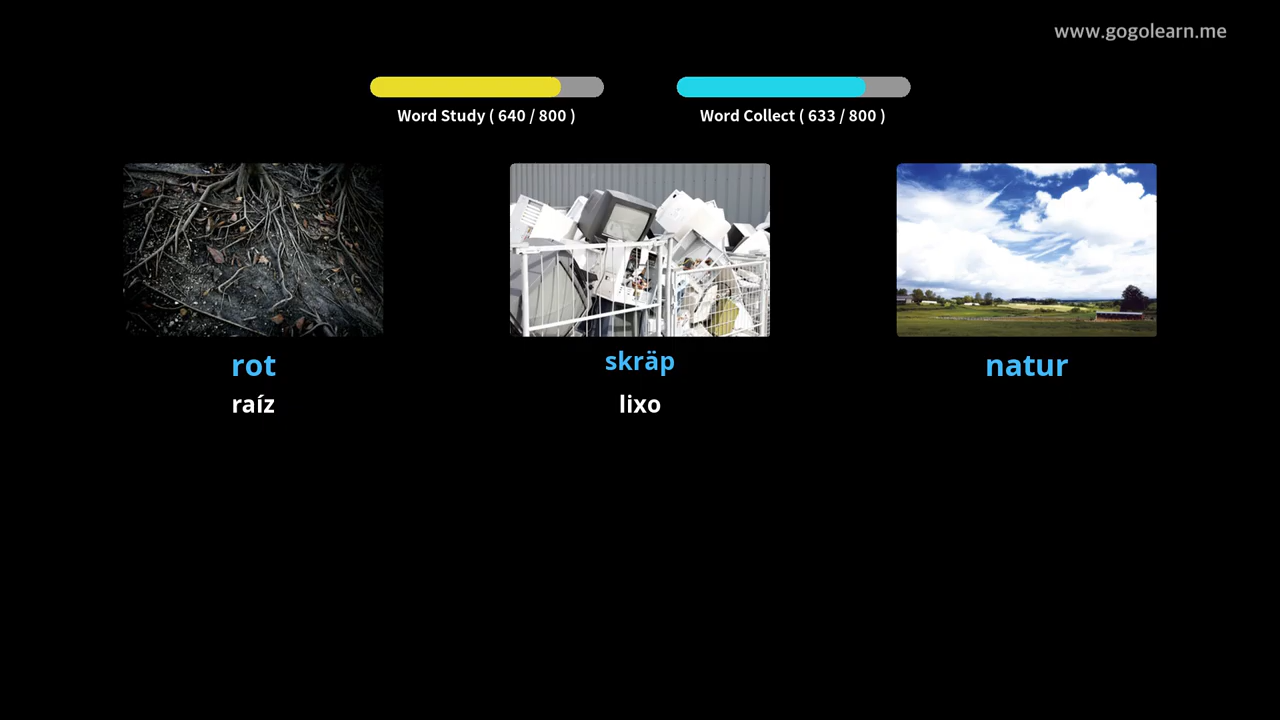 www.gogolearn.me
Word Study ( 640 / 800 )
Word Collect ( 633 / 800 )
rot
raíz
skräp
lixo
natur